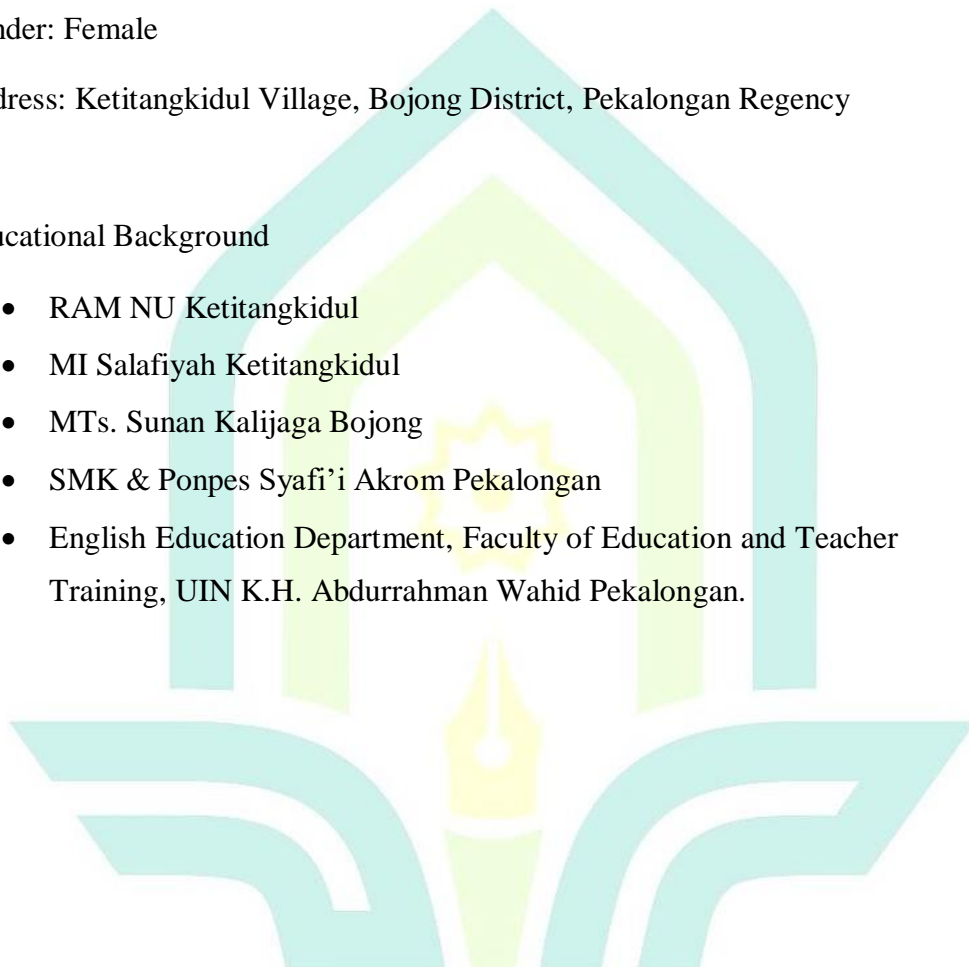 nder: Female
dress: Ketitangkidul Village, Bojong District, Pekalongan Regency
ucational Background
• RAM NU Ketitangkidul
• MI Salafiyah Ketitangkidul
• MTs. Sunan Kalijaga Bojong
• SMK & Ponpes Syafi’i Akrom Pekalongan
• English Education Department, Faculty of Education and Teacher
Training, UIN K.H. Abdurrahman Wahid Pekalongan.